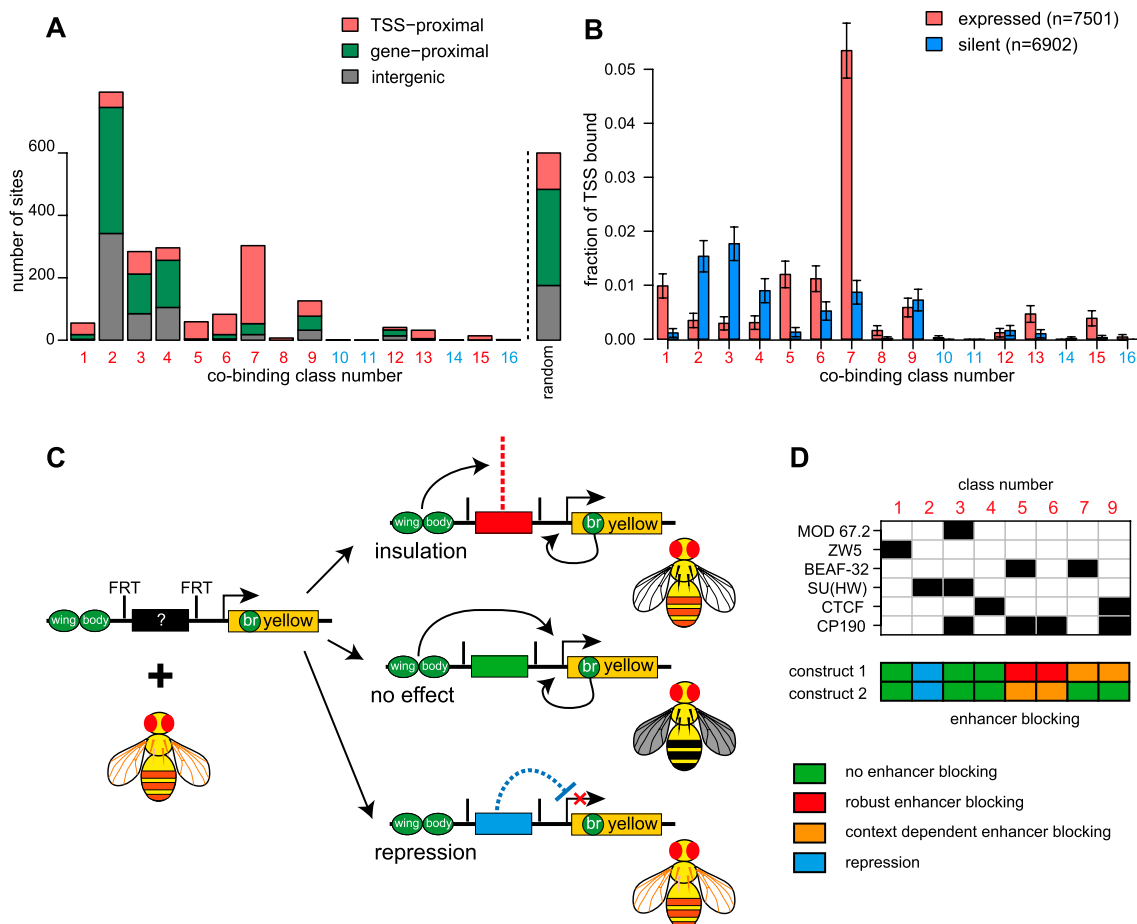 A
TSS−proximal
gene−proximal
intergenic
number of sites
600
400
200
0
1 2 3 4 5 6 7 8 9 10 11 12 13 14 15 16
co-binding class number
random
B
expressed (n=7501)
silent (n=6902)
fraction of TSS bound
0.05
0.04
0.03
0.02
0.01
0.00
1 2 3 4 5 6 7 8 9 10 11 12 13 14 15 16
co-binding class number
C
FRT FRT
wing body ? br yellow
+
wing body br yellow
insulation
wing body br yellow
no effect
wing body br yellow
repression
D
class number
1 2 3 4 5 6 7 9
MOD 67.2
ZW5
BEAF-32
SU(HW)
CTCF
CP190
construct 1
construct 2
enhancer blocking
no enhancer blocking
robust enhancer blocking
context dependent enhancer blocking
repression